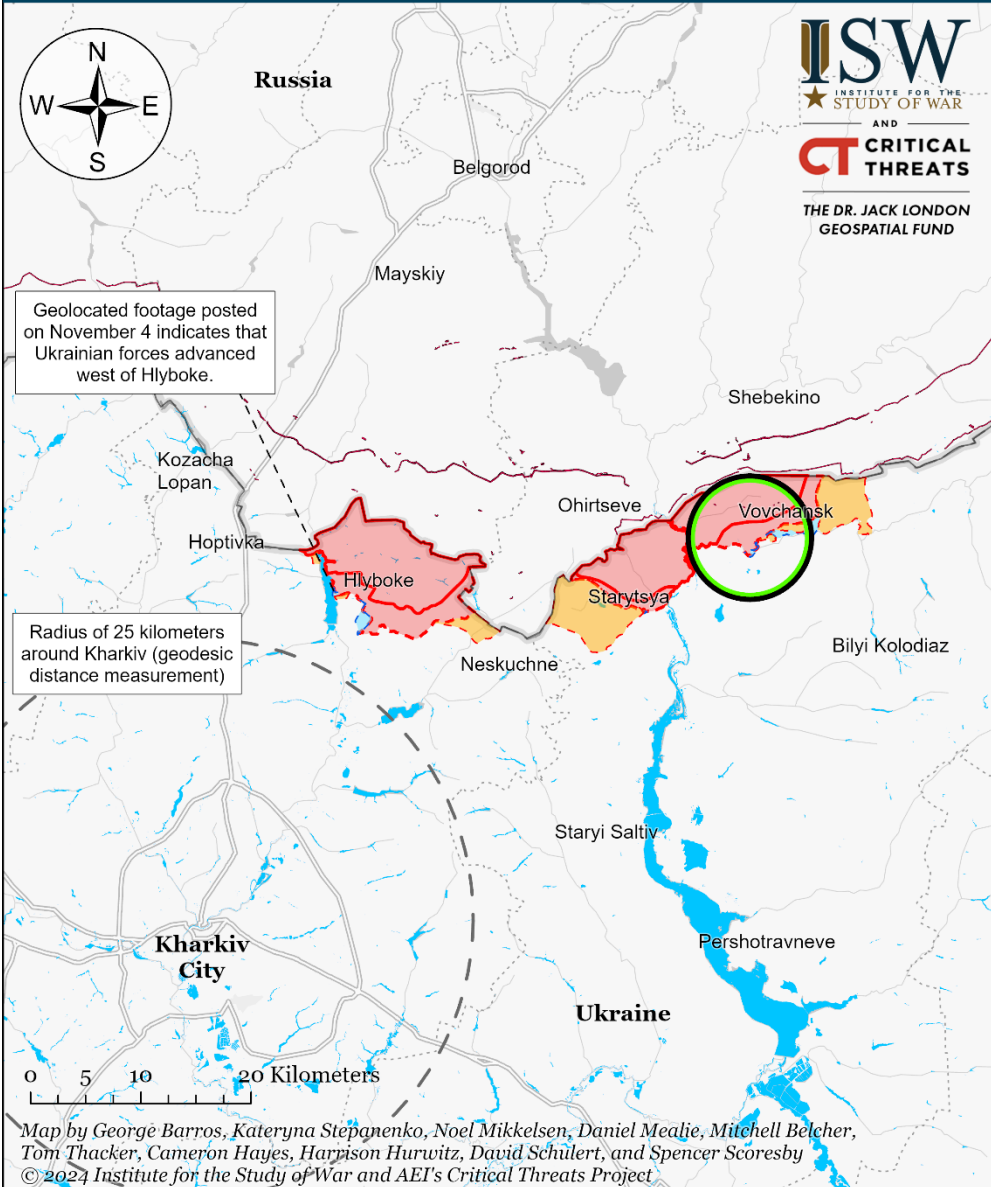 N
W
E
S
Russia
ISW
INSTITUTE FOR THE
STUDY OF WAR
AND
CT CRITICAL
THREATS
THE DR. JACK LONDON
GEOSPATIAL FUND
Belgorod
Mayskiy
Geolocated footage posted
on November 4 indicates that
Ukrainian forces advanced
west of Hlyboke.
Shebekino
Kozacha
Lopan
Ohirtseve
Vovchansk
Hoptivka
Hlyboke
Starytsya
Radius of 25 kilometers
around Kharkiv (geodesic
distance measurement)
Neskuchne
Bilyi Kolodiaz
Staryi Saltiv
Pershotravneve
Kharkiv
City
Ukraine
0 5 10 20 Kilometers
Map by George Barros, Kateryna Stepanenko, Noel Mikkelsen, Daniel Mealie, Mitchell Belcher,
Tom Thacker, Cameron Hayes, Harrison Hurwitz, David Schulert, and Spencer Scoresby
© 2024 Institute for the Study of War and AEI's Critical Threats Project